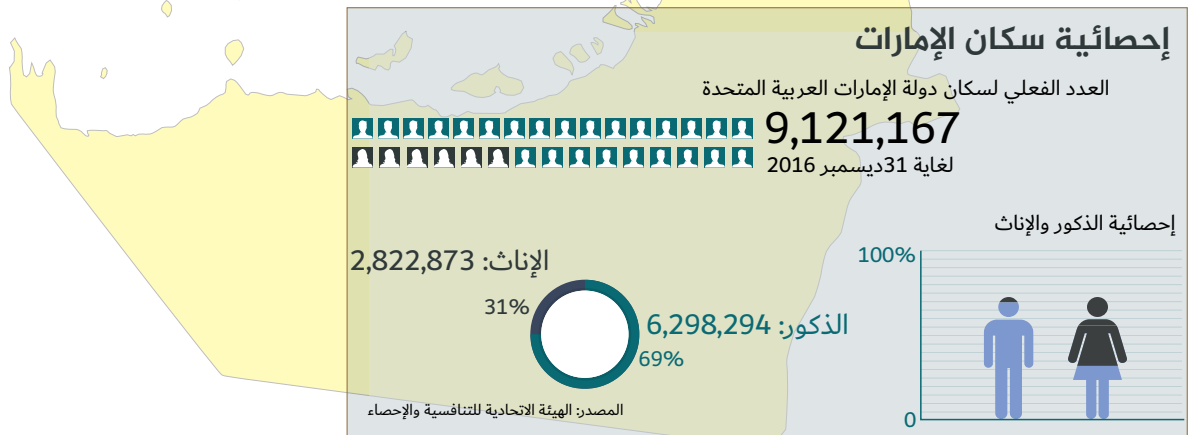 إحصائية سكان الإمارات
العدد الفعلي لسكان دولة الإمارات العربية المتحدة
9,121,167
لغاية 31ديسمبر 2016
إحصائية الذكور والإناث
100%
0
الإناث: 2,822,873
31%
الذكور: 6,298,294
69%
المصدر: الهيئة الاتحادية للتنافسية والإحصاء